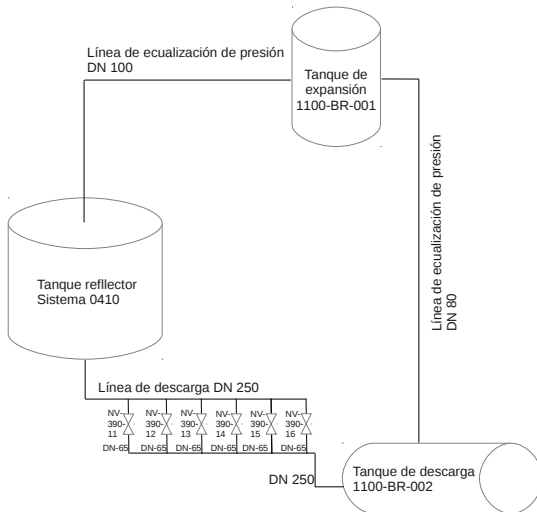 Línea de ecualización de presión
DN 100
Tanque de
expansión
1100-BR-001
Línea de ecualización de presión
DN 80
Tanque refllector
Sistema 0410
Línea de descarga DN 250
NV-
390-
11
NV-
390-
12
NV-
390-
13
NV-
390-
14
NV-
390-
15
NV-
390-
16
DN-65
DN-65
DN-65
DN-65
DN-65
DN-65
DN 250
Tanque de descarga
1100-BR-002